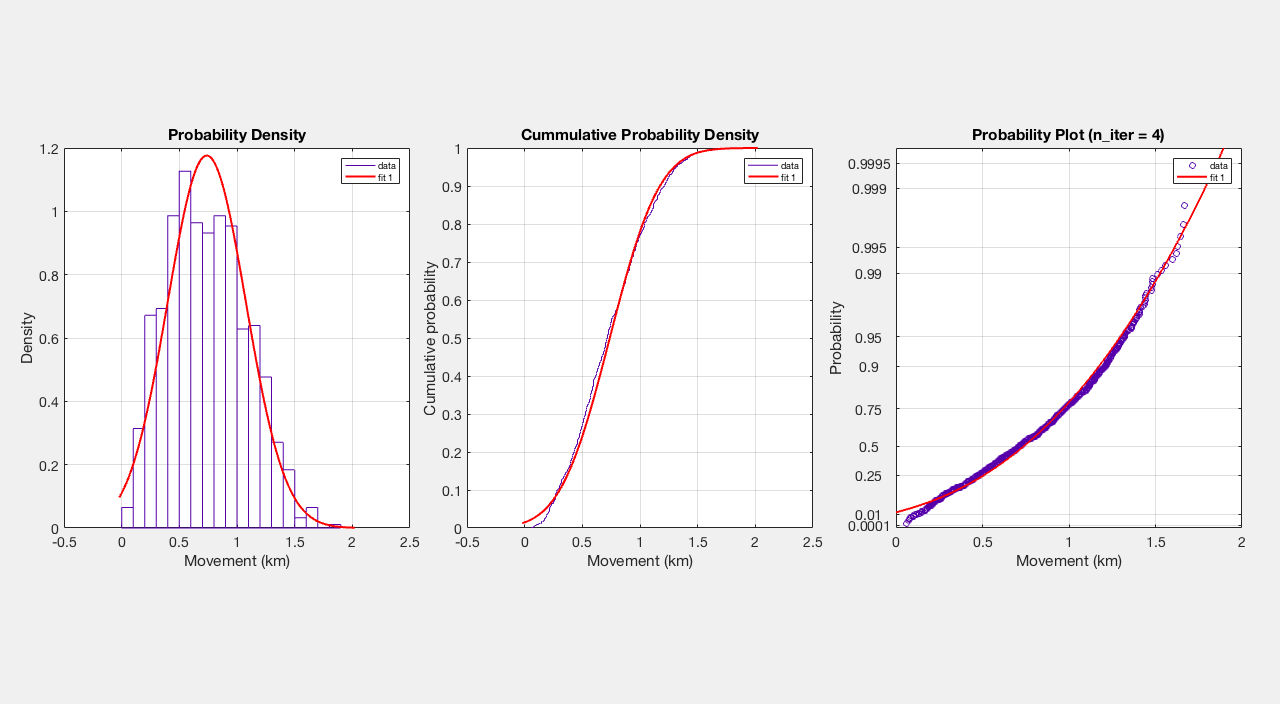 Probability Density
1.2
1
0.8
0.6
0.4
0.2
0
Density
data
fit 1
-0.5 0 0.5 1 1.5 2 2.5
Movement (km)
Cummulative Probability Density
1
0.9
0.8
0.7
0.6
0.5
0.4
0.3
0.2
0.1
0
Cumulative probability
data
fit 1
-0.5 0 0.5 1 1.5 2 2.5
Movement (km)
Probability Plot (n_iter = 4)
0.9995
0.999
0.995
0.99
0.95
0.9
0.75
0.5
0.25
0.01
0.0001
Probability
data
fit 1
0 0.5 1 1.5 2
Movement (km)